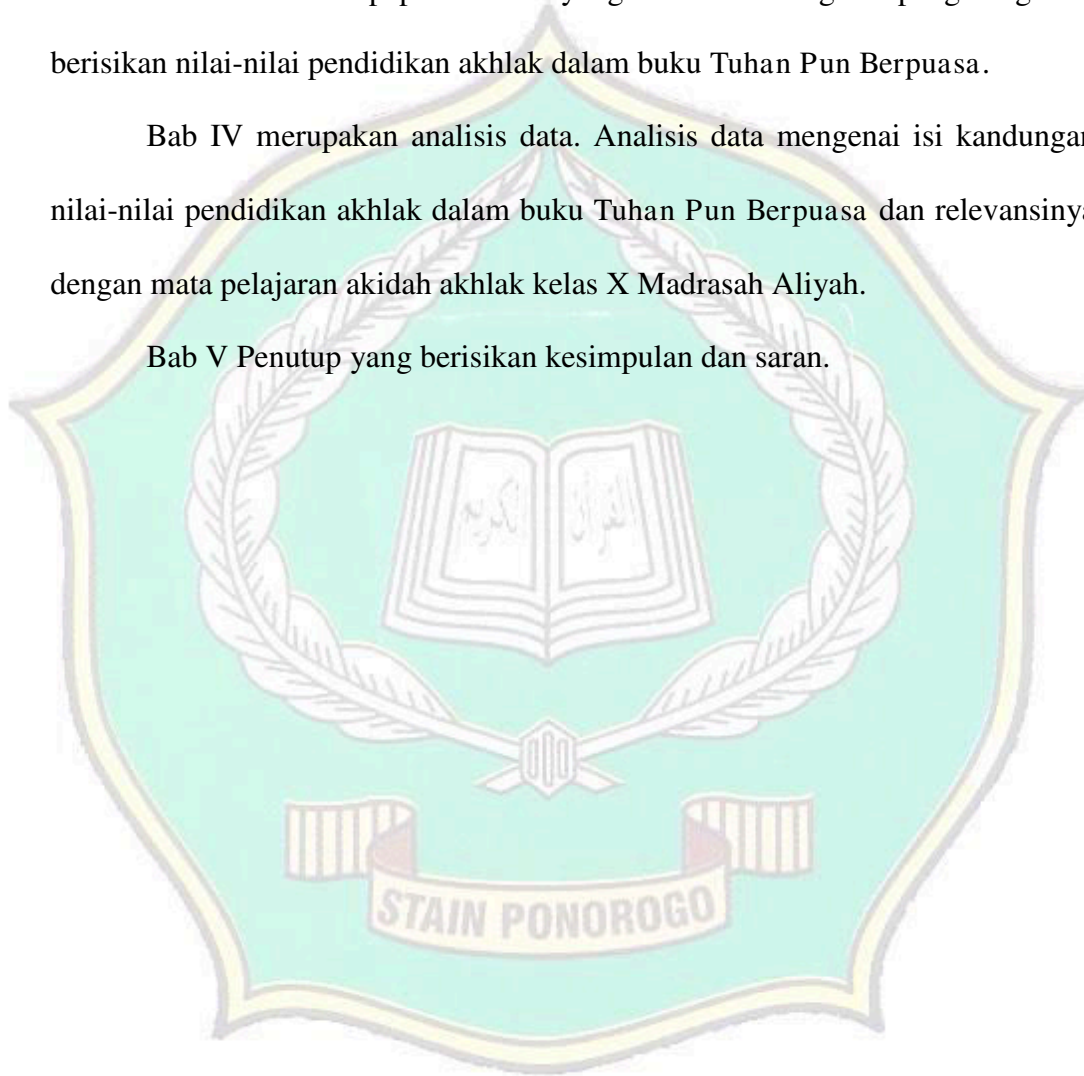 berisikan nilai-nilai pendidikan akhlak dalam buku Tuhan Pun Berpuasa.
Bab IV merupakan analisis data. Analisis data mengenai isi kandungan
nilai-nilai pendidikan akhlak dalam buku Tuhan Pun Berpuasa dan relevansinya
dengan mata pelajaran akidah akhlak kelas X Madrasah Aliyah.
Bab V Penutup yang berisikan kesimpulan dan saran.
القرآن
الكريم
STAIN PONOROGO